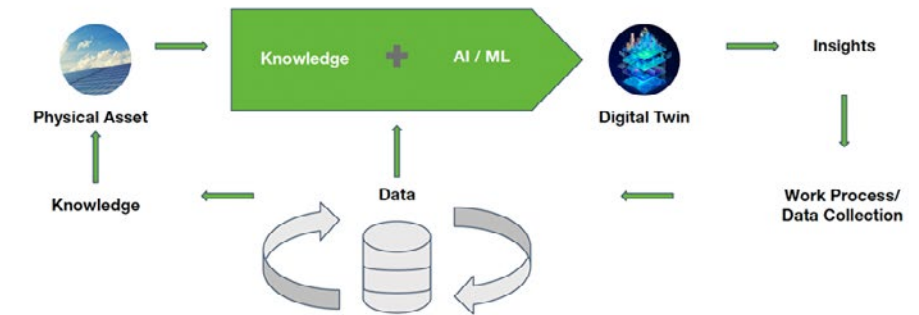 Knowledge
AI / ML
Insights
Physical Asset
Digital Twin
Knowledge
Data
Work Process/
Data Collection